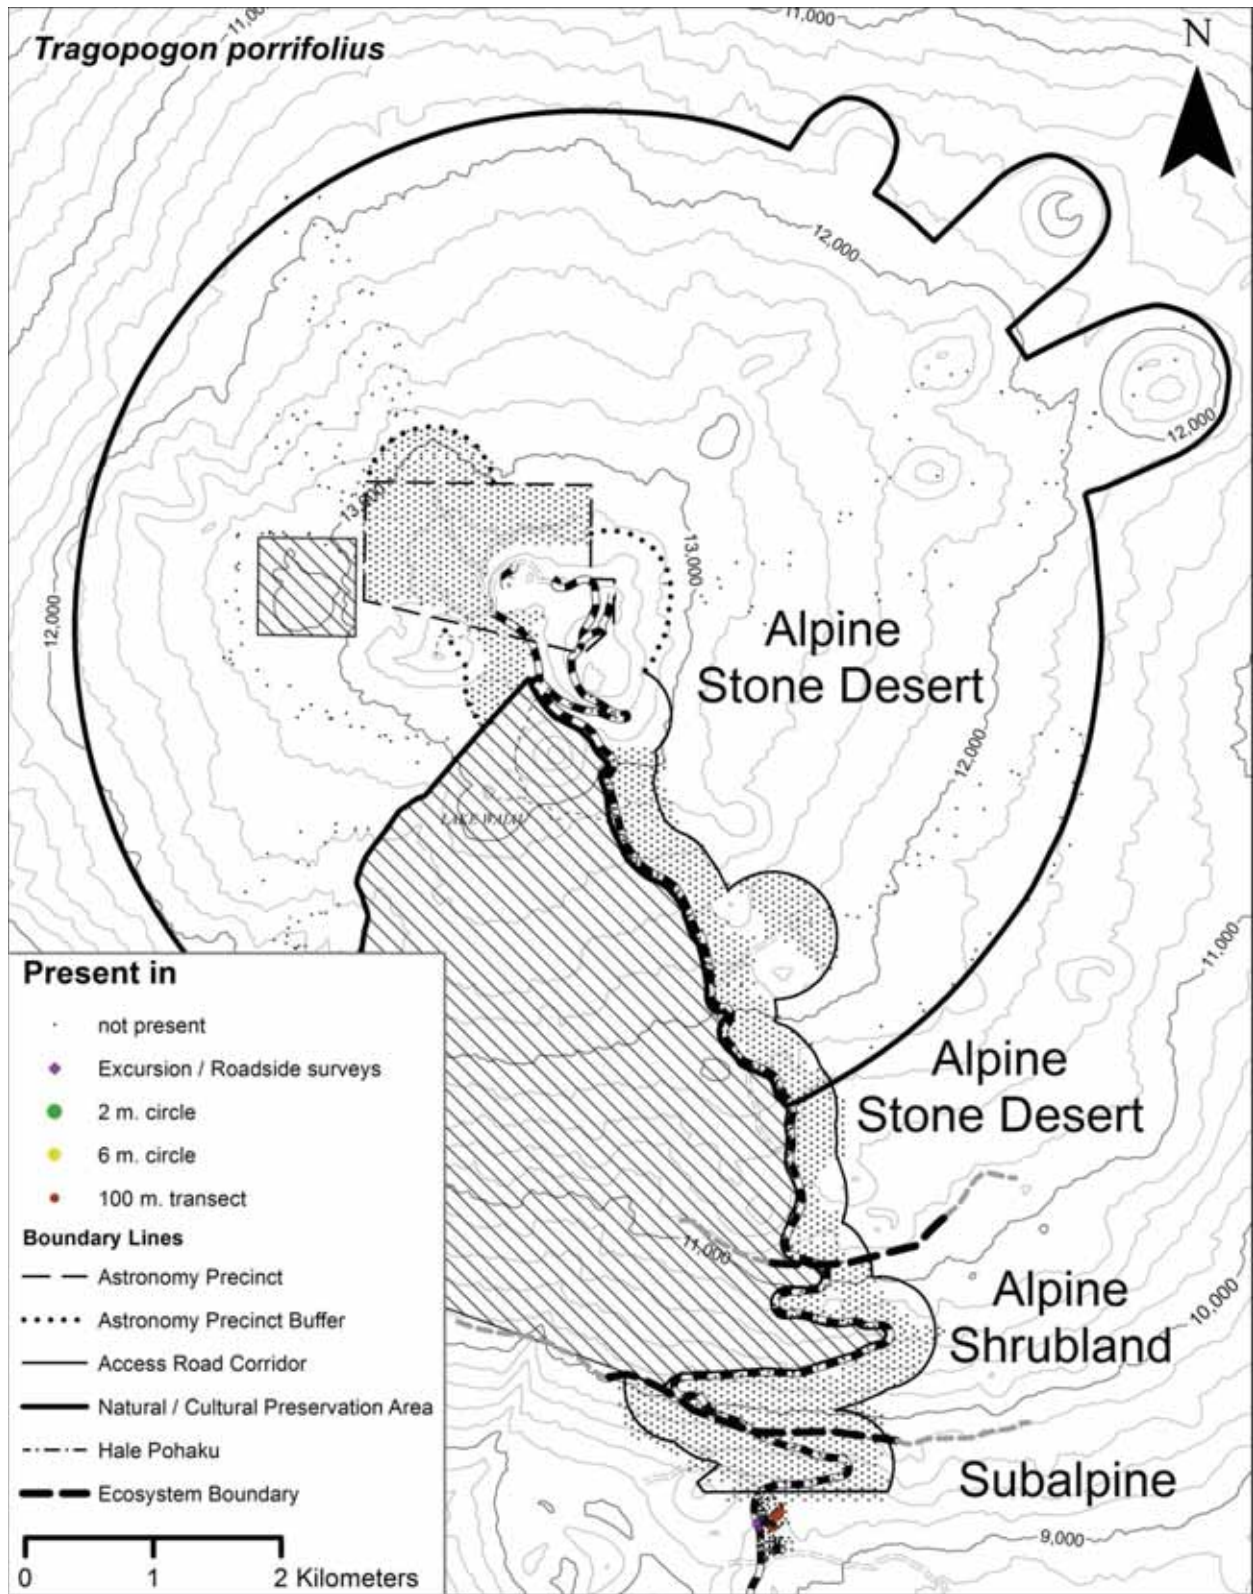 11,000
11,000
Tragopogon porrifolius
N
12,000
12,000
13,000
13,000
12,000
Alpine
Stone Desert
12,000
LAKE WAIAU
11,000
Present in
not present
Excursion / Roadside surveys
2 m. circle
6 m. circle
100 m. transect
Boundary Lines
Astronomy Precinct
Astronomy Precinct Buffer
Access Road Corridor
Natural / Cultural Preservation Area
Hale Pohaku
Ecosystem Boundary
0 1 2 Kilometers
Alpine
Stone Desert
11,000
Alpine
Shrubland
10,000
Subalpine
9,000